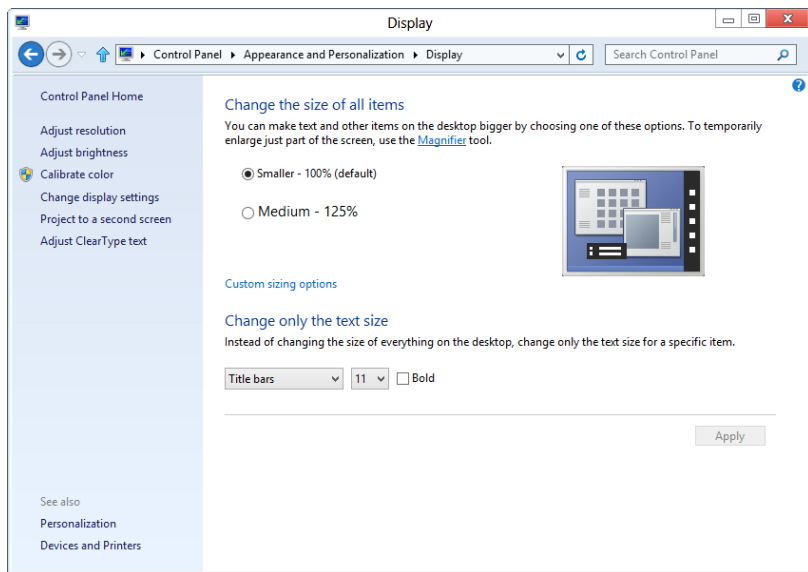 Display
Control Panel Appearance and Personalization Display
Search Control Panel
Control Panel Home
Adjust resolution
Adjust brightness
Calibrate color
Change display settings
Project to a second screen
Adjust ClearType text
See also
Personalization
Devices and Printers
Change the size of all items
You can make text and other items on the desktop bigger by choosing one of these options. To temporarily
enlarge just part of the screen, use the Magnifier tool.
Smaller - 100% (default)
Medium - 125%
Custom sizing options
Change only the text size
Instead of changing the size of everything on the desktop, change only the text size for a specific item.
Title bars 11 Bold
Apply